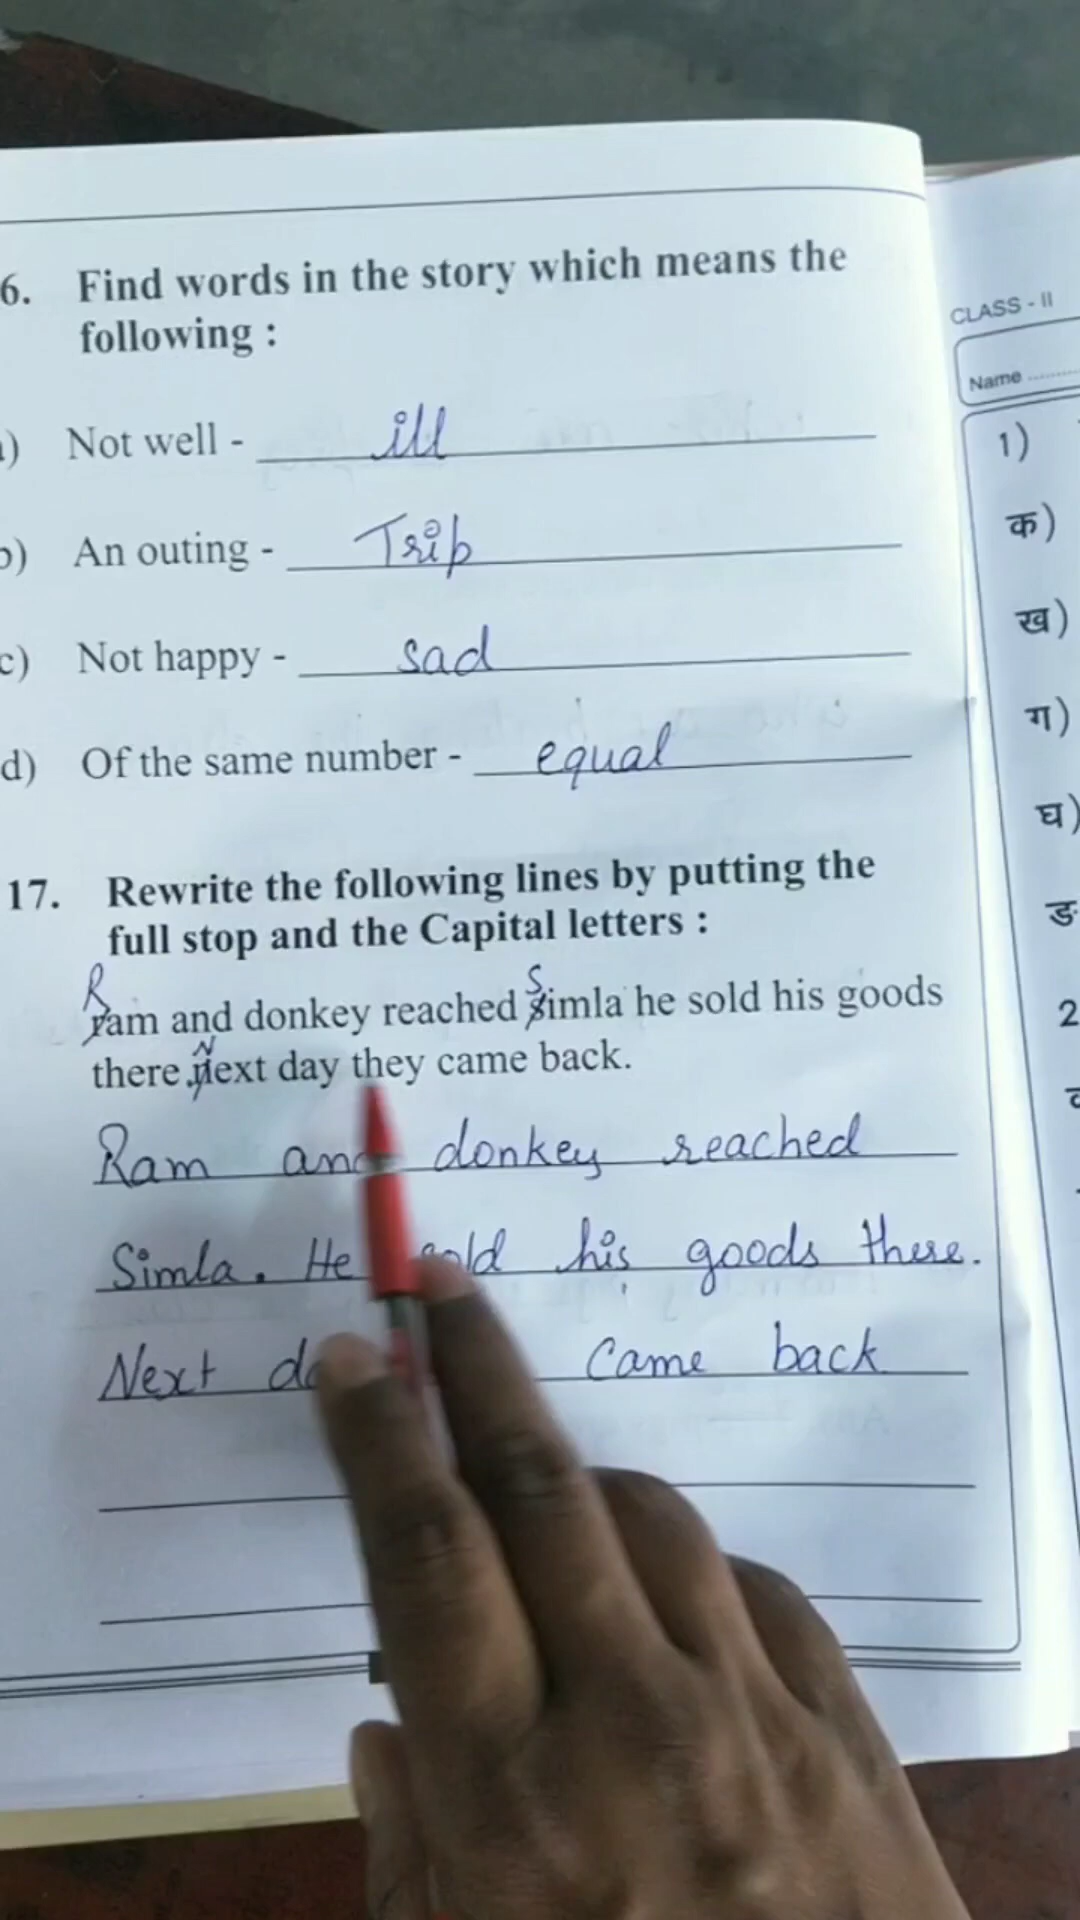 6. Find words in the story which means the
following :
) Not well - ill
b) An outing - Trip
c) Not happy - sad
d) Of the same number - equal
17. Rewrite the following lines by putting the
full stop and the Capital letters :
R S
ram and donkey reached simla he sold his goods
N
there. next day they came back.
Ram and donkey reached
Simla. He sold his goods there.
Next came back
CLASS - II
Name
1)
क)
ख)
ग)
घ)
ङ
2